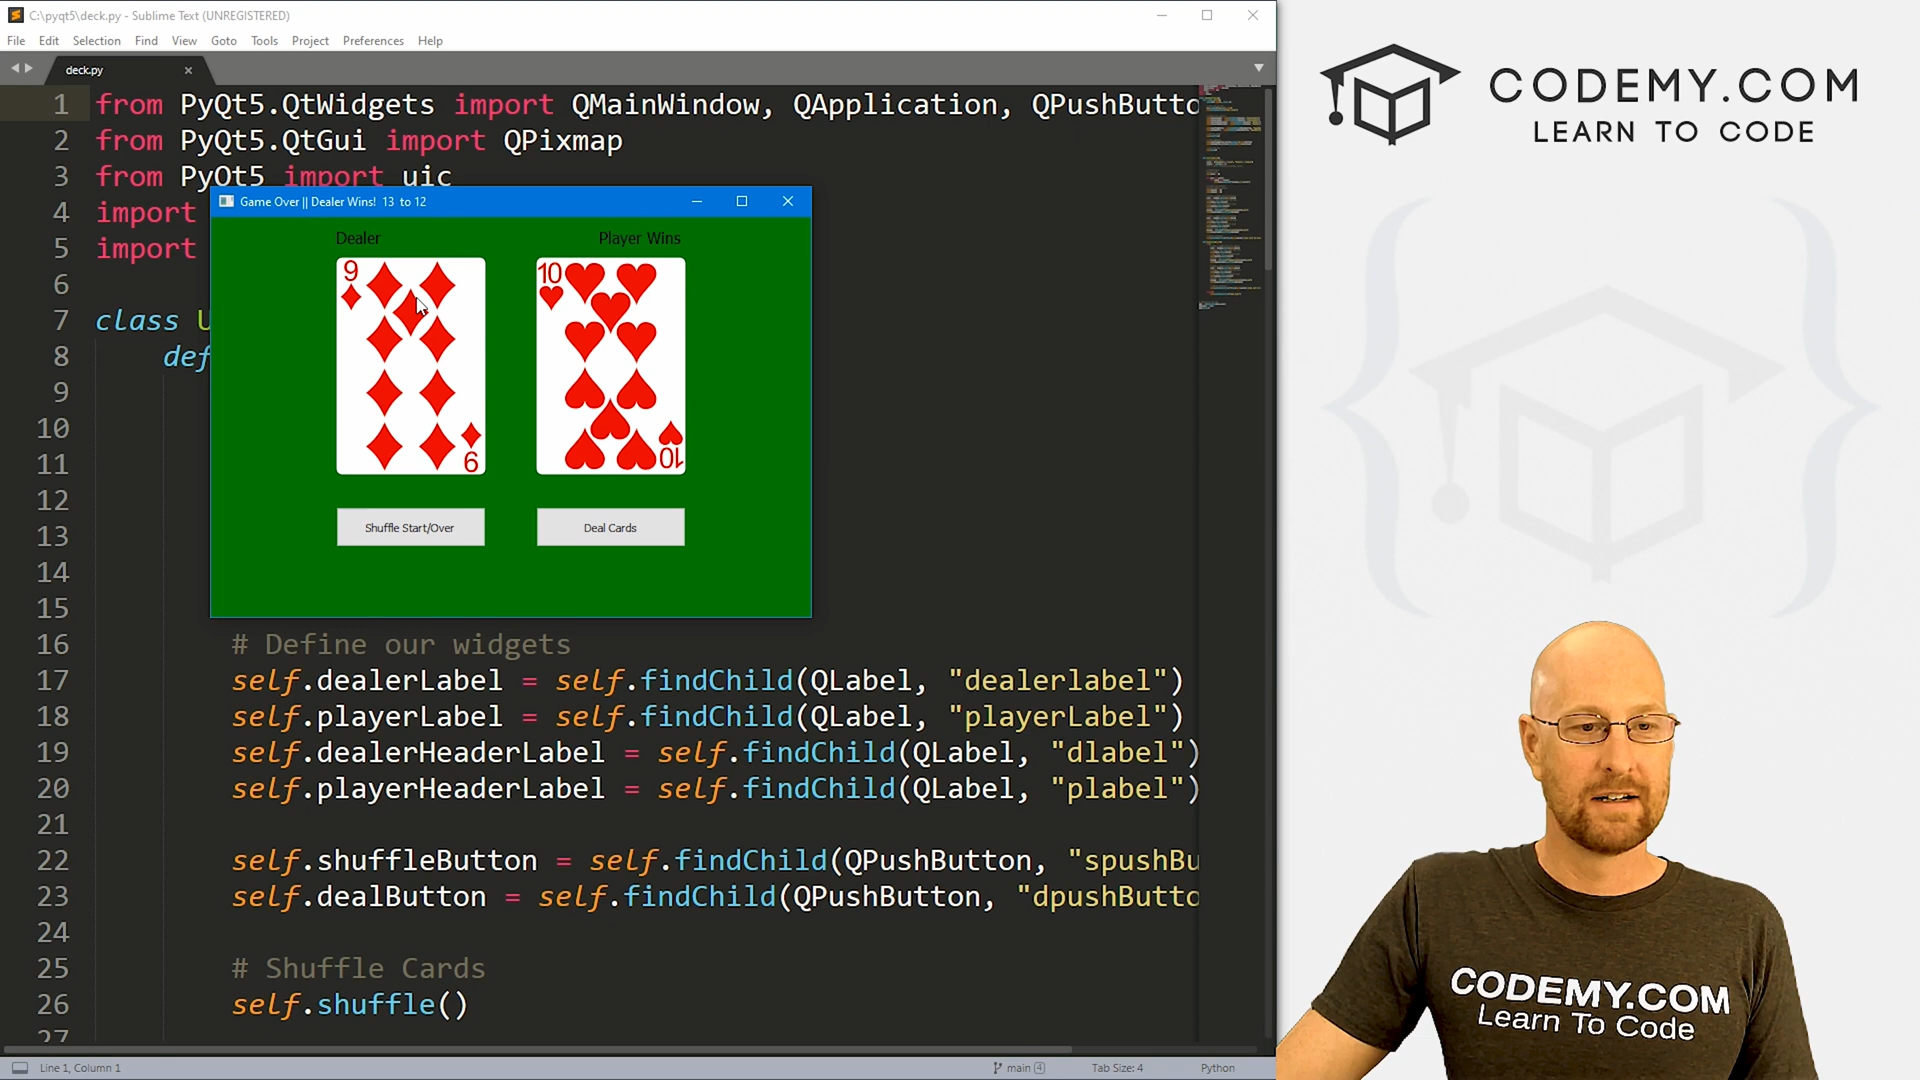 C:\pyqt5\deck.py - Sublime Text (UNREGISTERED)
File Edit Selection Find View Goto Tools Project Preferences Help
deck.py
1 from PyQt5.QtWidgets import QMainWindow, QApplication, QPushButto
2 from PyQt5.QtGui import QPixmap
3 from PyQt5 import uic
4 import
5 import
6
7 class U
8 def
9
10
11
12
13
14
15
16 # Define our widgets
17 self.dealerLabel = self.findChild(QLabel, "dealerlabel")
18 self.playerLabel = self.findChild(QLabel, "playerLabel")
19 self.dealerHeaderLabel = self.findChild(QLabel, "dlabel")
20 self.playerHeaderLabel = self.findChild(QLabel, "plabel")
21
22 self.shuffleButton = self.findChild(QPushButton, "spushBu
23 self.dealButton = self.findChild(QPushButton, "dpushButto
24
25 # Shuffle Cards
26 self.shuffle()
27
Game Over || Dealer Wins! 13 to 12
Dealer
Player Wins
9
9
10
10
Shuffle Start/Over
Deal Cards
Line 1, Column 1
main 4
Tab Size: 4
Python
CODEMY.COM
LEARN TO CODE
CODEMY.COM
Learn To Code